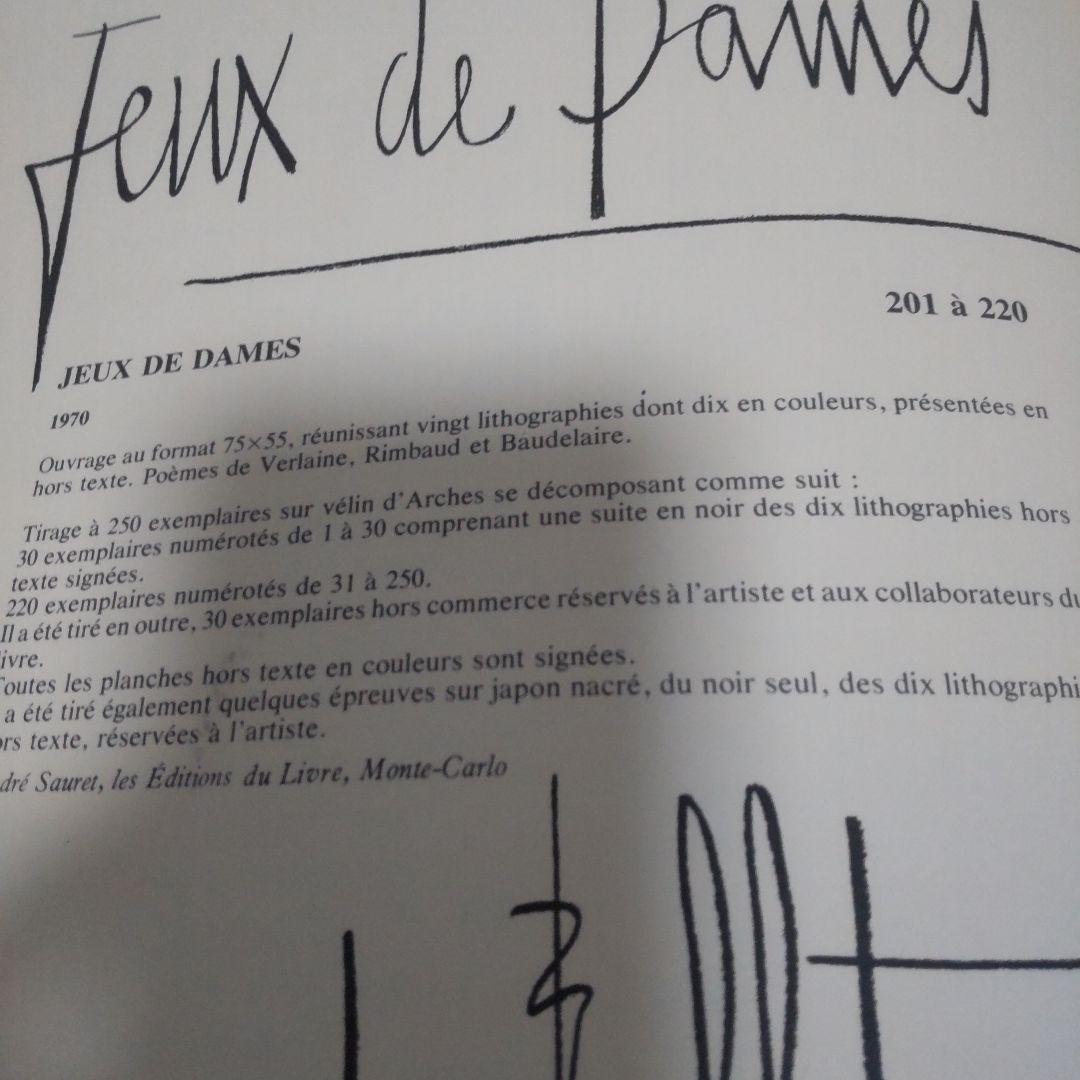 Jeux de Dames
201 à 220
JEUX DE DAMES
1970
Ouvrage au format 75×55, réunissant vingt lithographies dont dix en couleurs, présentées en
hors texte. Poèmes de Verlaine, Rimbaud et Baudelaire.
Tirage à 250 exemplaires sur vélin d'Arches se décomposant comme suit :
30 exemplaires numérotés de 1 à 30 comprenant une suite en noir des dix lithographies hors
texte signées.
220 exemplaires numérotés de 31 à 250.
Il a été tiré en outre, 30 exemplaires hors commerce réservés à l'artiste et aux collaborateurs du
ivre.
outes les planches hors texte en couleurs sont signées.
a été tiré également quelques épreuves sur japon nacré, du noir seul, des dix lithographi
rs texte, réservées à l'artiste.
dré Sauret, les Éditions du Livre, Monte-Carlo